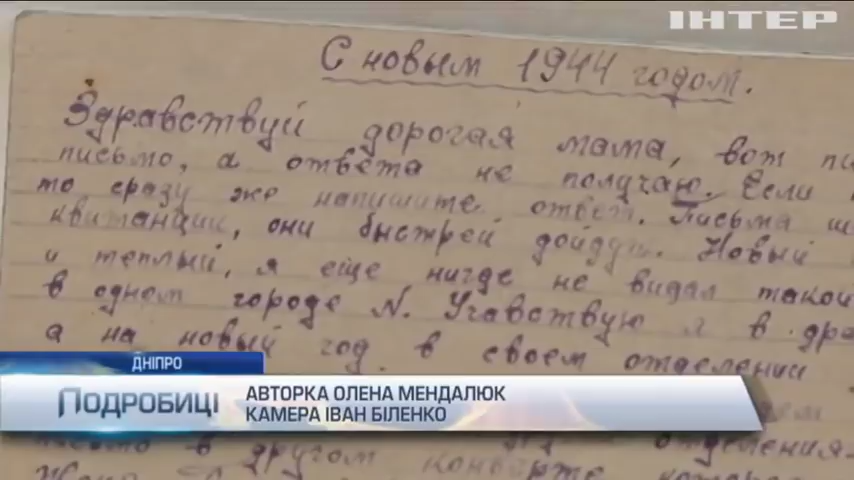 ІНТЕР
С новым 1944 годом.
Здравствуй дорогая мама, вот
письмо, а ответа не получаю. Если
то сразу же напишите ответ. Письма
квитанции, они быстрей дойдут. Новый
и теплый, я еще нигде не видал такой
в одном городе N. Учавствую я в
а на новый год в своем отделении
отделения
в другом конверте
ДНІПРО
ПОДРОБИЦІ
АВТОРКА ОЛЕНА МЕНДАЛЮК
КАМЕРА ІВАН БІЛЕНКО